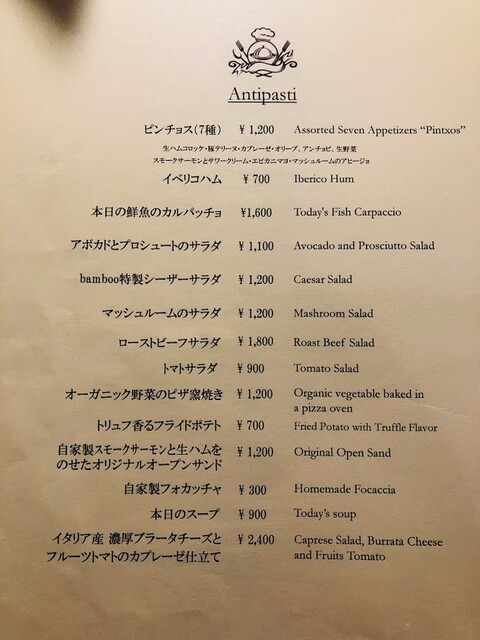 Antipasti
ピンチョス(7種) ¥ 1,200 Assorted Seven Appetizers “Pintxos”
生ハムコロッケ・豚テリーヌ・カプレーゼ・オリーブ、アンチョビ、生野菜
スモークサーモンとサワークリーム・エビカニマヨ・マッシュルームのアヒージョ
イベリコハム ¥ 700 Iberico Hum
本日の鮮魚のカルパッチョ ¥1,600 Today's Fish Carpaccio
アボカドとプロシュートのサラダ ¥ 1,100 Avocado and Prosciutto Salad
bamboo特製シーザーサラダ ¥ 1,200 Caesar Salad
マッシュルームのサラダ ¥ 1,200 Mashroom Salad
ローストビーフサラダ ¥ 1,800 Roast Beef Salad
トマトサラダ ¥ 900 Tomato Salad
オーガニック野菜のピザ窯焼き ¥ 1,200 Organic vegetable baked in
a pizza oven
トリュフ香るフライドポテト ¥ 700 Fried Potato with Truffle Flavor
自家製スモークサーモンと生ハムを
のせたオリジナルオープンサンド ¥ 1,200 Original Open Sand
自家製フォカッチャ ¥ 300 Homemade Focaccia
本日のスープ ¥ 900 Today's soup
イタリア産 濃厚ブラータチーズと ¥ 2,400 Caprese Salad, Burrata Cheese
フルーツトマトのカプレーゼ仕立て and Fruits Tomato